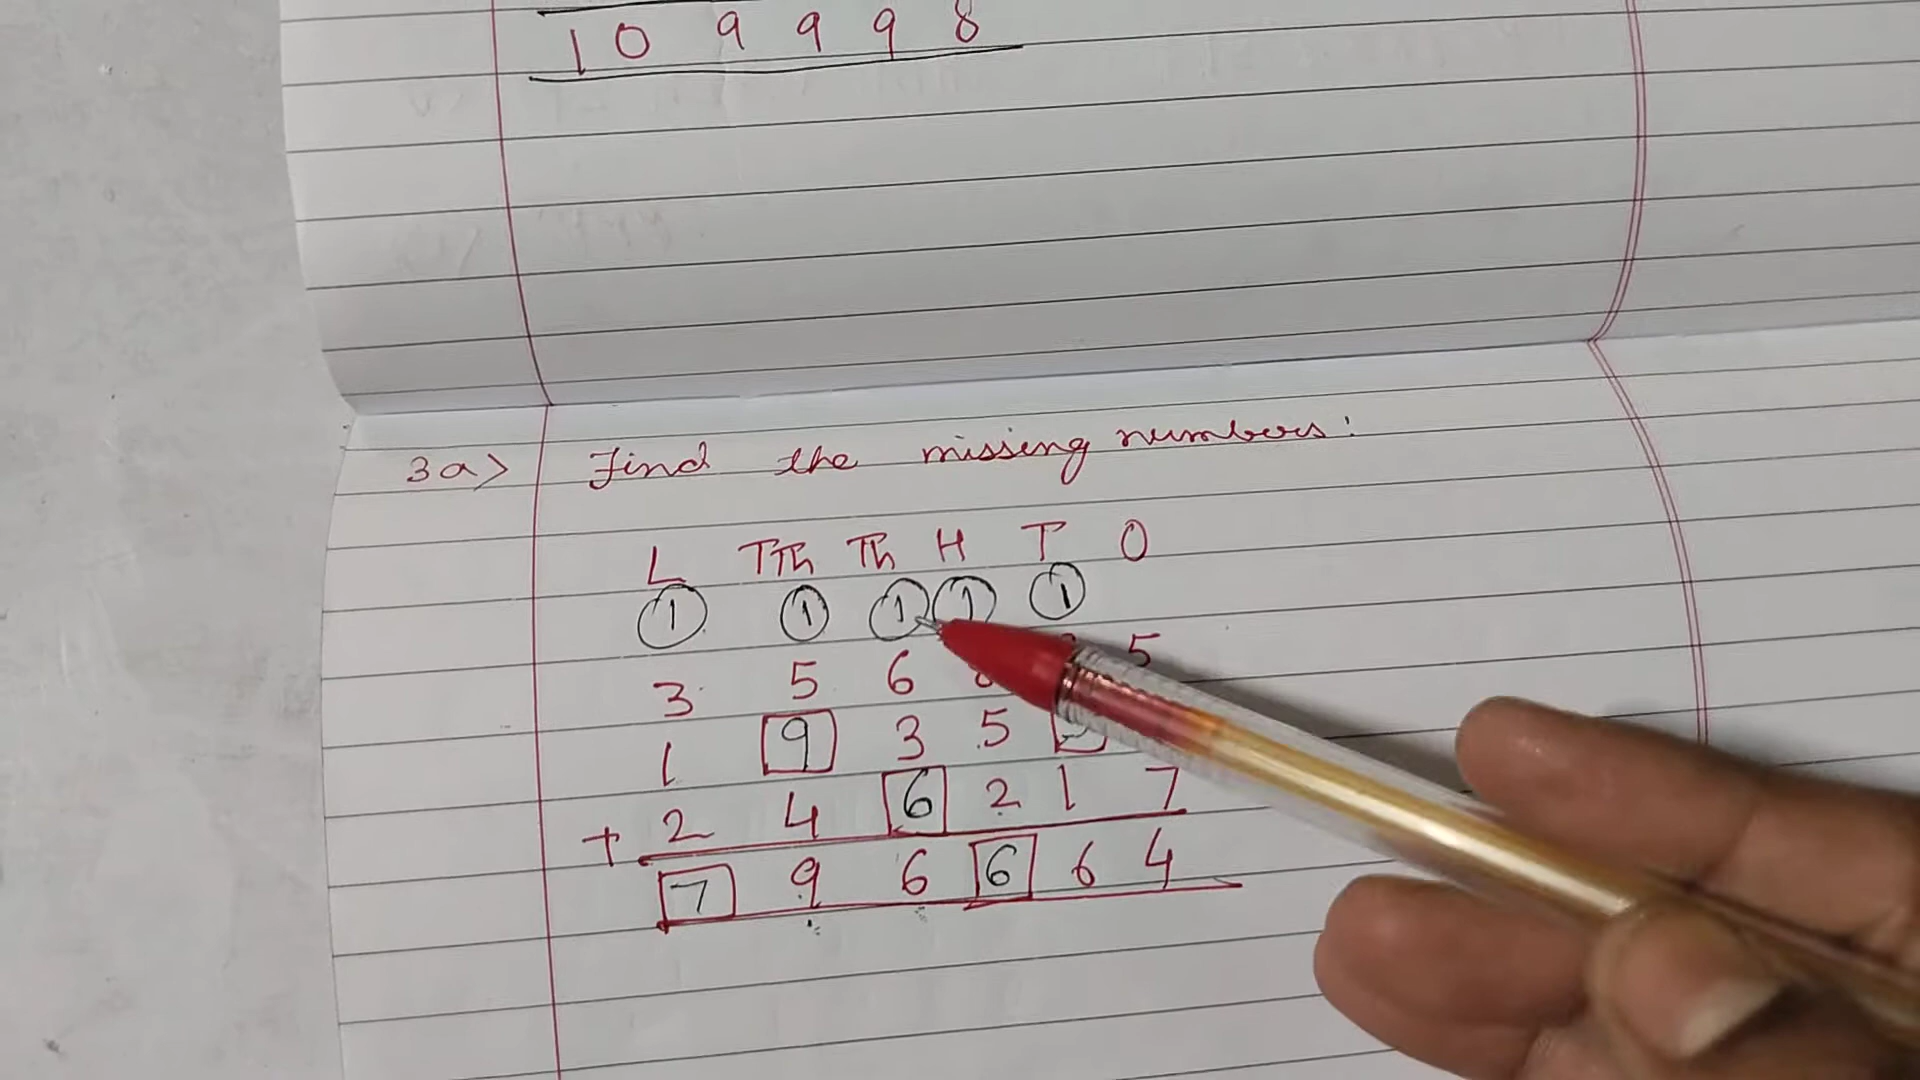 10 9 9 9 8
3a> Find the missing numbers:
L TTh Th H T O
1 1 1 1 1
3 5 6 5
1 9 3 5
+ 2 4 6 2 1 7
7 9 6 6 6 4